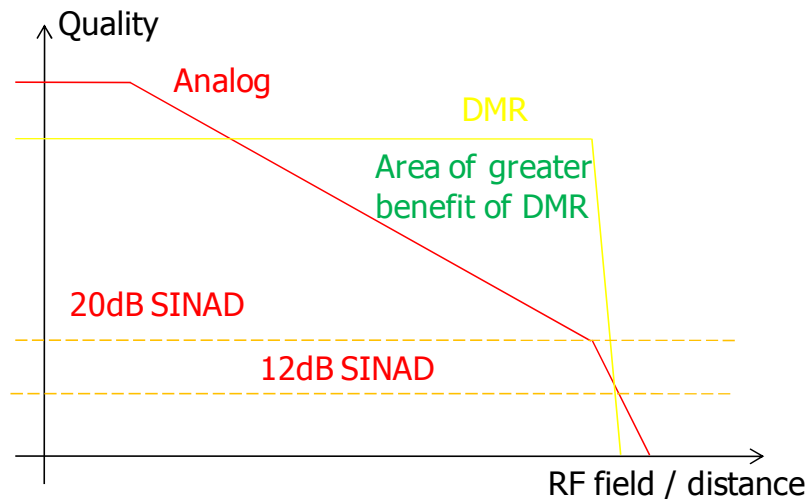 Quality
Analog
DMR
Area of greater
benefit of DMR
20dB SINAD
12dB SINAD
RF field / distance